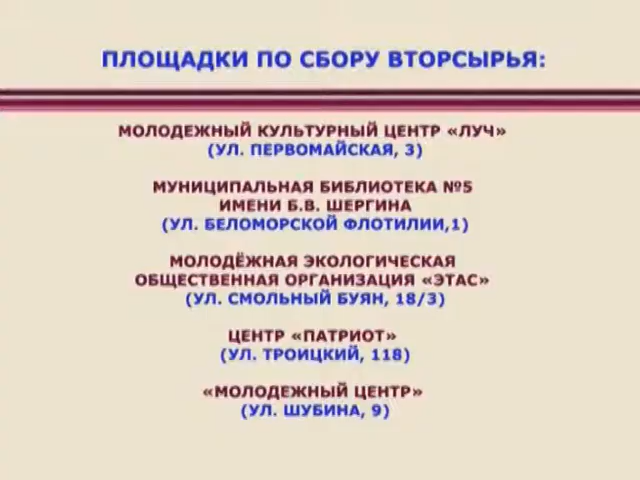 ПЛОЩАДКИ ПО СБОРУ ВТОРСЫРЬЯ:
МОЛОДЕЖНЫЙ КУЛЬТУРНЫЙ ЦЕНТР «ЛУЧ»
(УЛ. ПЕРВОМАЙСКАЯ, 3)
МУНИЦИПАЛЬНАЯ БИБЛИОТЕКА №5
ИМЕНИ Б.В. ШЕРГИНА
(УЛ. БЕЛОМОРСКОЙ ФЛОТИЛИИ,1)
МОЛОДЁЖНАЯ ЭКОЛОГИЧЕСКАЯ
ОБЩЕСТВЕННАЯ ОРГАНИЗАЦИЯ «ЭТАС»
(УЛ. СМОЛЬНЫЙ БУЯН, 18/3)
ЦЕНТР «ПАТРИОТ»
(УЛ. ТРОИЦКИЙ, 118)
«МОЛОДЕЖНЫЙ ЦЕНТР»
(УЛ. ШУБИНА, 9)